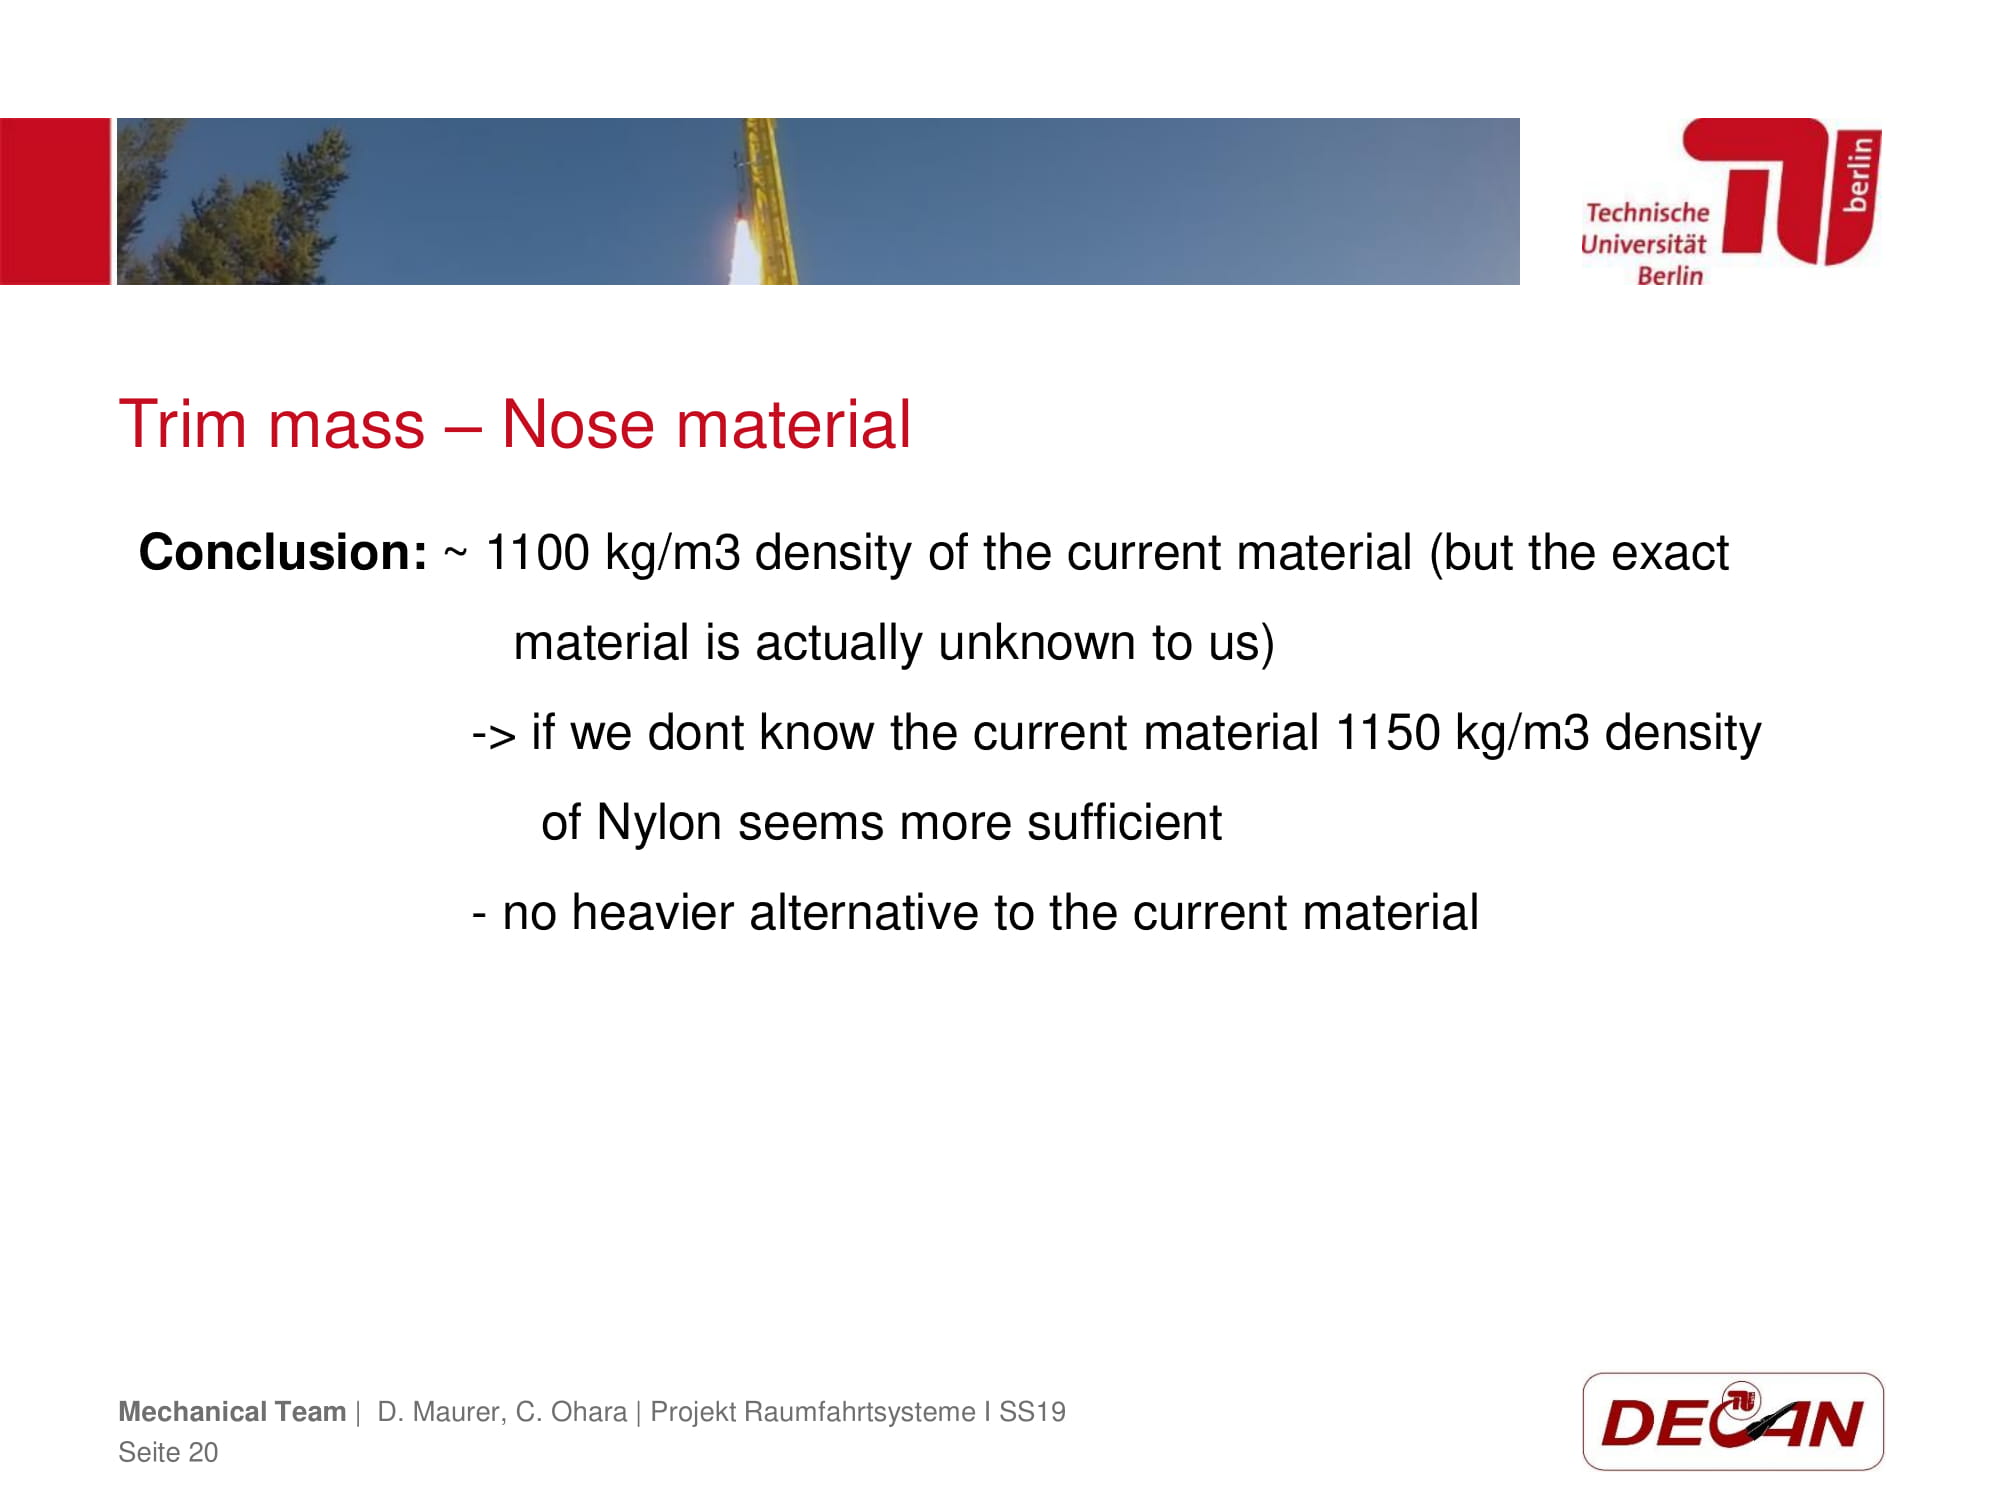 Technische
Universität
Berlin
berlin
Trim mass – Nose material
Conclusion: ~ 1100 kg/m3 density of the current material (but the exact
material is actually unknown to us)
-> if we dont know the current material 1150 kg/m3 density
of Nylon seems more sufficient
- no heavier alternative to the current material
Mechanical Team | D. Maurer, C. Ohara | Projekt Raumfahrtsysteme I SS19
Seite 20
DECAN